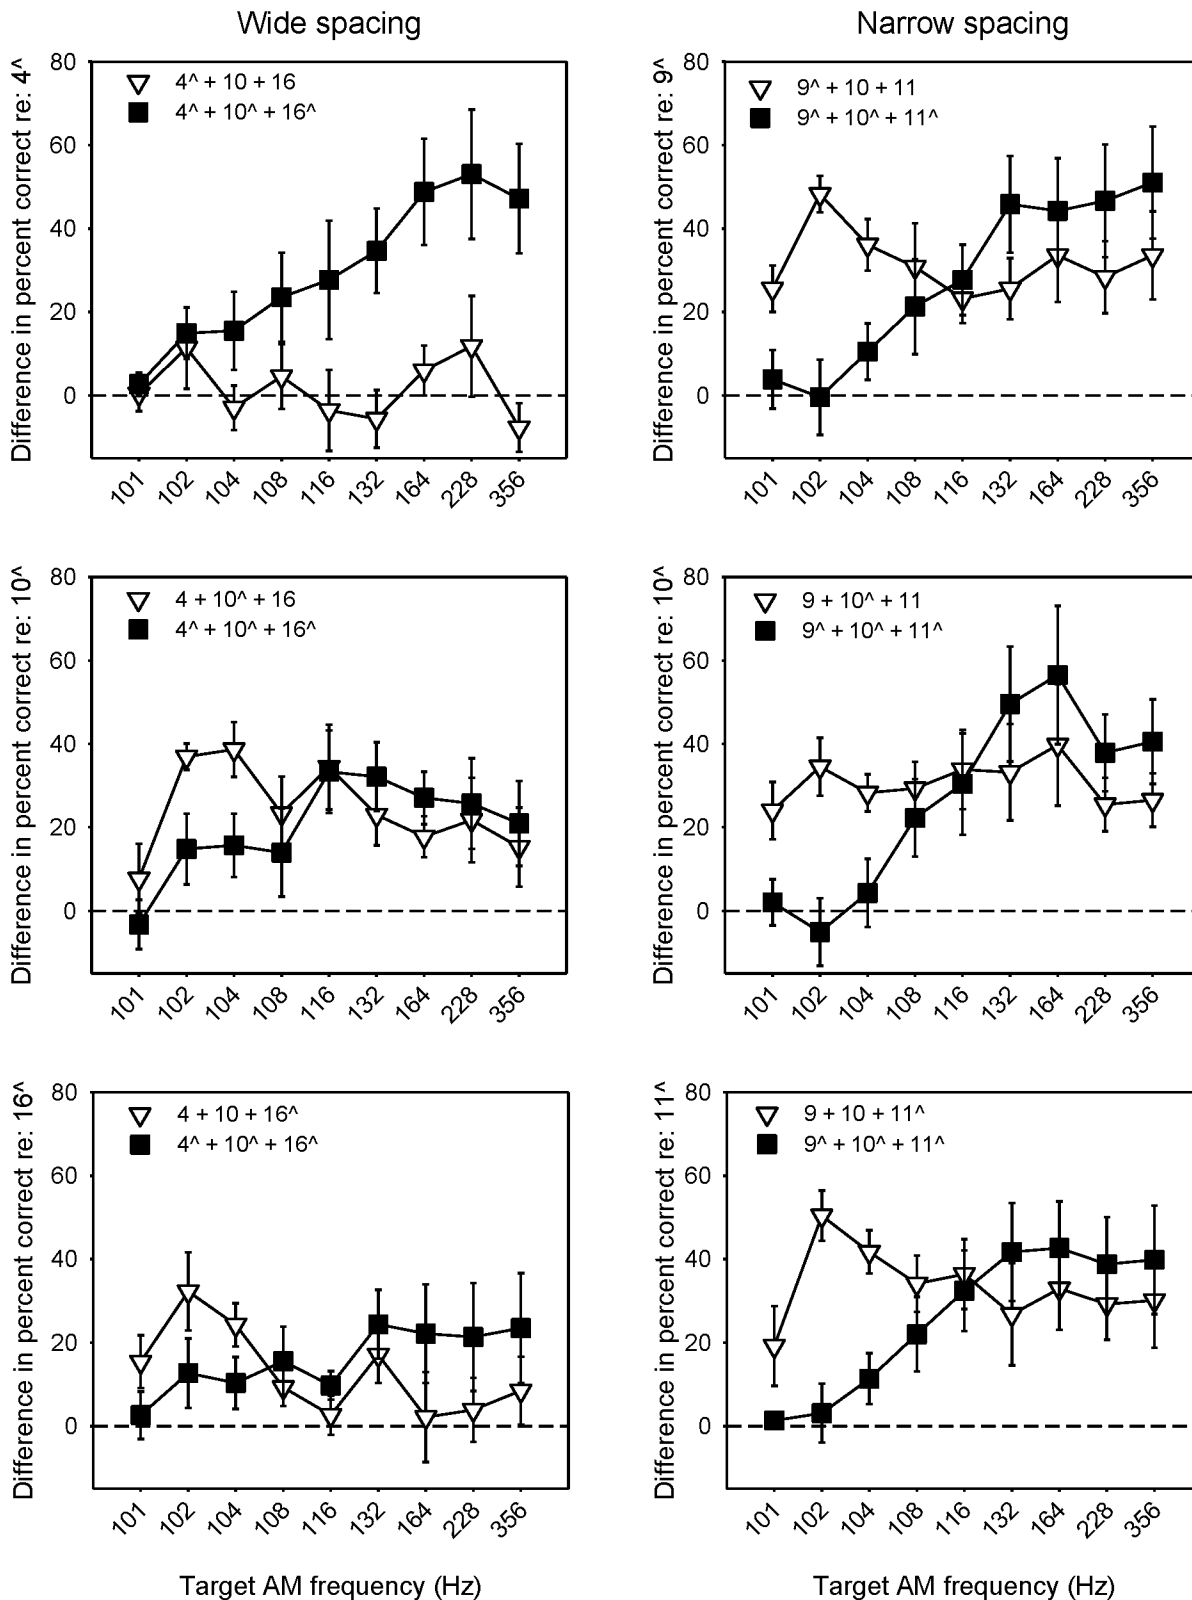 Wide spacing
Narrow spacing
Difference in percent correct re: 4^
80
60
40
20
0
4^ + 10 + 16
4^ + 10^ + 16^
101 102 104 108 116 132 164 228 356
Difference in percent correct re: 9^
80
60
40
20
0
9^ + 10 + 11
9^ + 10^ + 11^
101 102 104 108 116 132 164 228 356
Difference in percent correct re: 10^
80
60
40
20
0
4 + 10^ + 16
4^ + 10^ + 16^
101 102 104 108 116 132 164 228 356
Difference in percent correct re: 10^
80
60
40
20
0
9 + 10^ + 11
9^ + 10^ + 11^
101 102 104 108 116 132 164 228 356
Difference in percent correct re: 16^
80
60
40
20
0
4 + 10 + 16^
4^ + 10^ + 16^
101 102 104 108 116 132 164 228 356
Target AM frequency (Hz)
Difference in percent correct re: 11^
80
60
40
20
0
9 + 10 + 11^
9^ + 10^ + 11^
101 102 104 108 116 132 164 228 356
Target AM frequency (Hz)